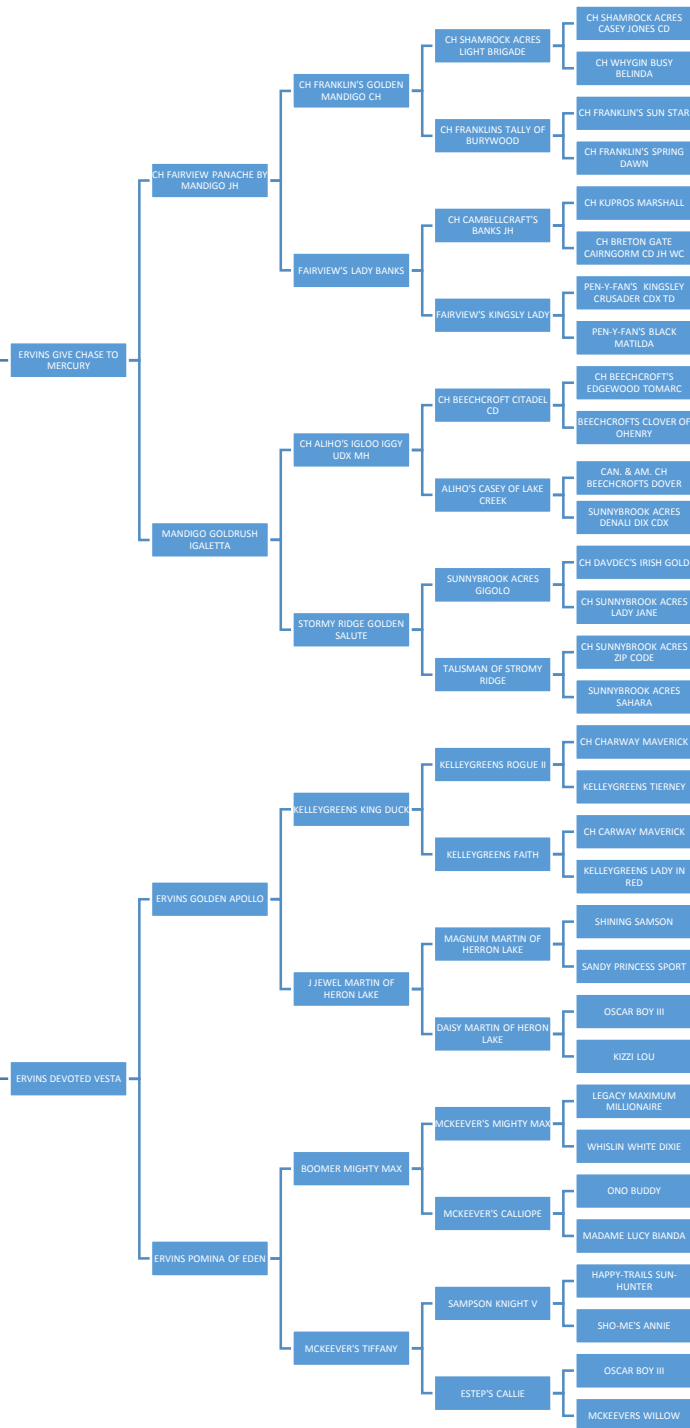 CH SHAMROCK ACRES
CASEY JONES CD
CH SHAMROCK ACRES
LIGHT BRIGADE
CH WHYGIN BUSY
BELINDA
CH FRANKLIN'S GOLDEN
MANDIGO CH
CH FRANKLIN'S SUN STAR
CH FRANKLINS TALLY OF
BURYWOOD
CH FRANKLIN'S SPRING
DAWN
CH FAIRVIEW PANACHE BY
MANDIGO JH
CH KUPROS MARSHALL
CH CAMBELLCRAFT'S
BANKS JH
CH BRETON GATE
CAIRNGORM CD JH WC
FAIRVIEW'S LADY BANKS
PEN-Y-FAN'S KINGSLEY
CRUSADER CDX TD
FAIRVIEW'S KINGSLY LADY
PEN-Y-FAN'S BLACK
MATILDA
ERVINS GIVE CHASE TO
MERCURY
CH BEECHCROFT'S
EDGEWOOD TOMARC
CH BEECHCROFT CITADEL
CD
BEECHCROFTS CLOVER OF
OHENRY
CH ALIHO'S IGLOO IGGY
UDX MH
CAN. & AM. CH
BEECHCROFTS DOVER
ALIHO'S CASEY OF LAKE
CREEK
SUNNYBROOK ACRES
DENALI DIX CDX
MANDIGO GOLDRUSH
IGALETTA
CH DAVDEC'S IRISH GOLD
SUNNYBROOK ACRES
GIGOLO
CH SUNNYBROOK ACRES
LADY JANE
STORMY RIDGE GOLDEN
SALUTE
CH SUNNYBROOK ACRES
ZIP CODE
TALISMAN OF STROMY
RIDGE
SUNNYBROOK ACRES
SAHARA
CH CHARWAY MAVERICK
KELLEYGREENS ROGUE II
KELLEYGREENS TIERNEY
KELLEYGREENS KING DUCK
CH CARWAY MAVERICK
KELLEYGREENS FAITH
KELLEYGREENS LADY IN
RED
ERVINS GOLDEN APOLLO
SHINING SAMSON
MAGNUM MARTIN OF
HERRON LAKE
SANDY PRINCESS SPORT
J JEWEL MARTIN OF
HERON LAKE
OSCAR BOY III
DAISY MARTIN OF HERON
LAKE
KIZZI LOU
ERVINS DEVOTED VESTA
LEGACY MAXIMUM
MILLIONAIRE
MCKEEVER'S MIGHTY MAX
WHISLIN WHITE DIXIE
BOOMER MIGHTY MAX
ONO BUDDY
MCKEEVER'S CALLIOPE
MADAME LUCY BIANDA
ERVINS POMINA OF EDEN
HAPPY-TRAILS SUN-
HUNTER
SAMPSON KNIGHT V
SHO-ME'S ANNIE
MCKEEVER'S TIFFANY
OSCAR BOY III
ESTEP'S CALLIE
MCKEEVERS WILLOW